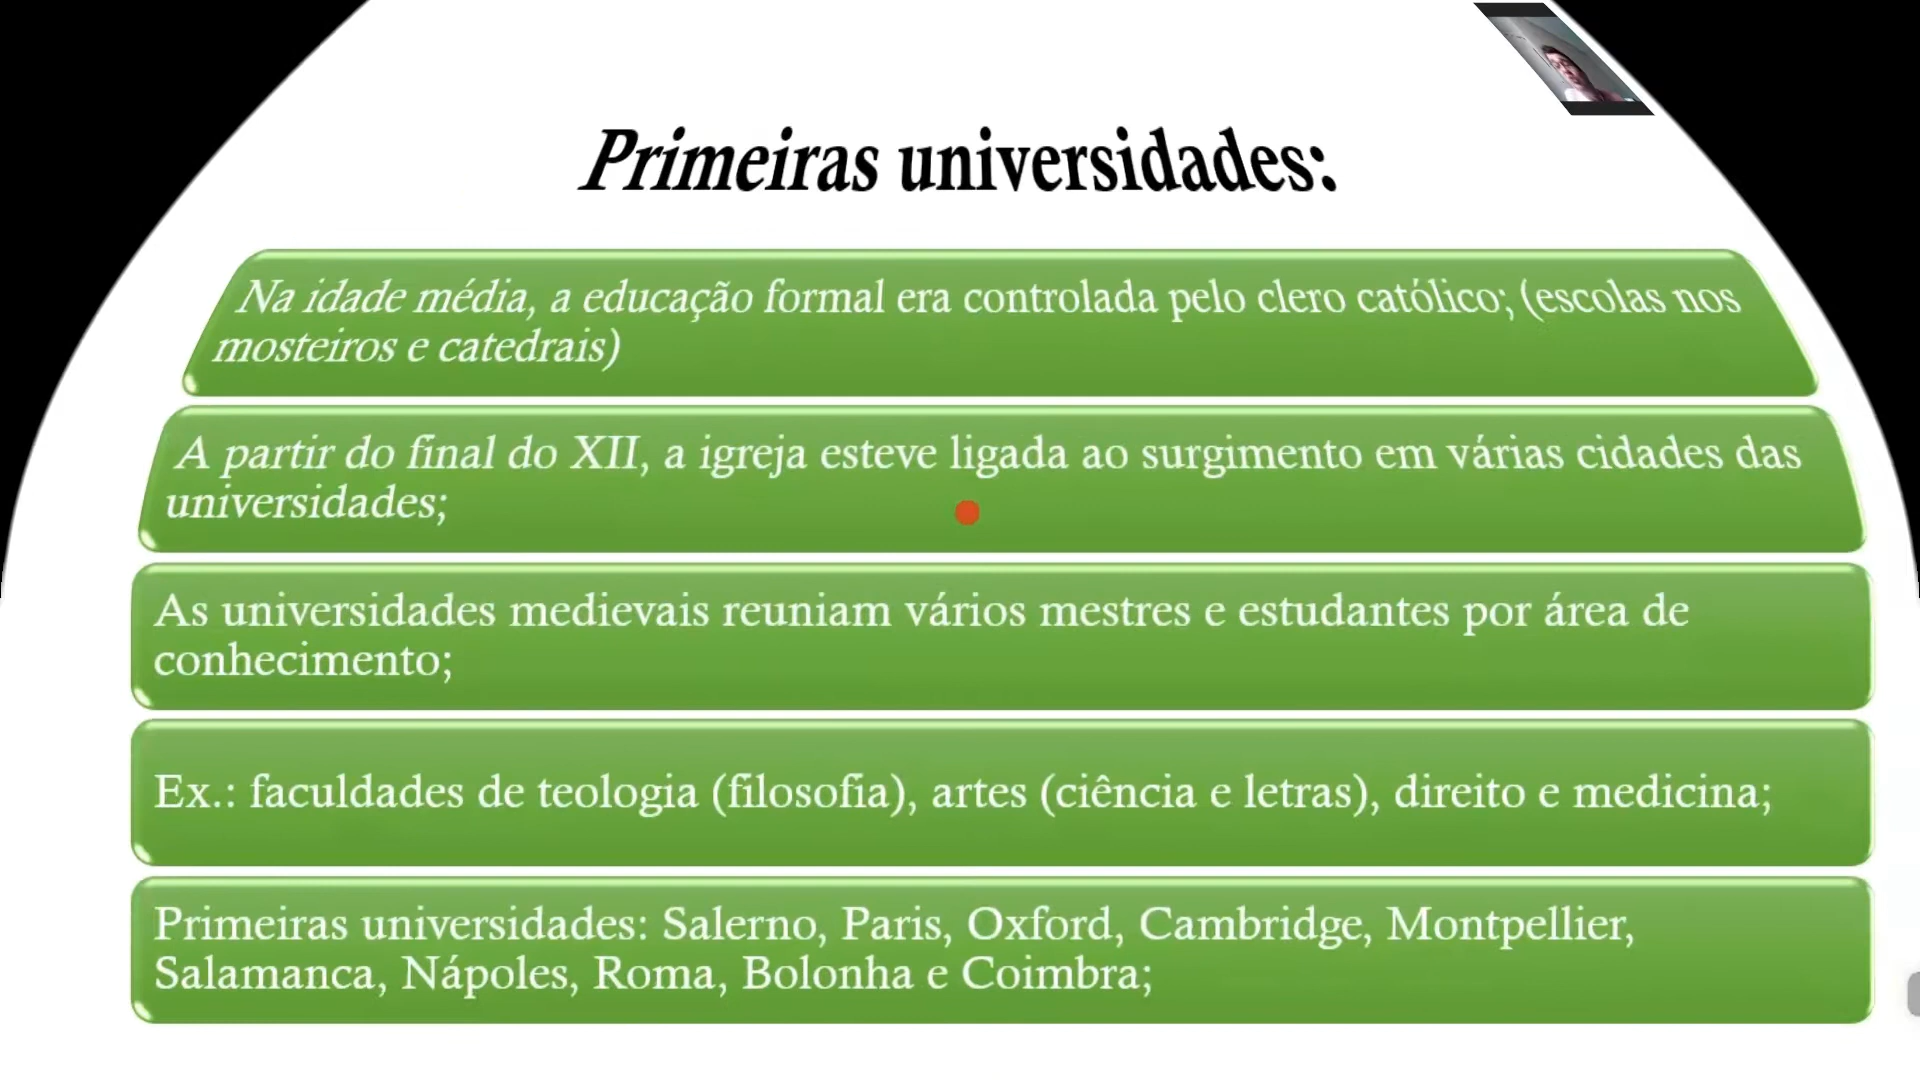 Primeiras universidades:
Na idade média, a educação formal era controlada pelo clero católico; (escolas nos
mosteiros e catedrais)
A partir do final do XII, a igreja esteve ligada ao surgimento em várias cidades das
universidades;
As universidades medievais reuniam vários mestres e estudantes por área de
conhecimento;
Ex.: faculdades de teologia (filosofia), artes (ciência e letras), direito e medicina;
Primeiras universidades: Salerno, Paris, Oxford, Cambridge, Montpellier,
Salamanca, Nápoles, Roma, Bolonha e Coimbra;